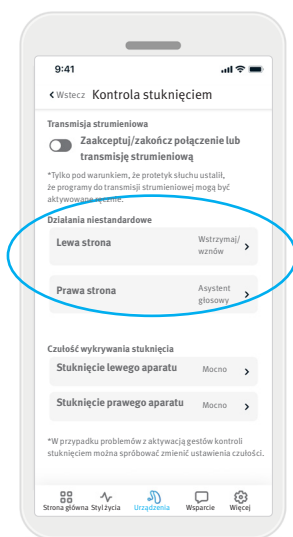 9:41
Wstecz Kontrola stuknięciem
Transmisja strumieniowa
Zaakceptuj/zakończ połączenie lub
transmisję strumieniową
*Tylko pod warunkiem, że protetyk słuchu ustalił,
że programy do transmisji strumieniowej mogą być
aktywowane ręcznie.
Działania niestandardowe
Lewa strona Wstrzymaj/
wznów
Prawa strona Asystent
głosowy
Czułość wykrywania stuknięcia
Stuknięcie lewego aparatu Mocno
Stuknięcie prawego aparatu Mocno
*W przypadku problemów z aktywacją gestów kontroli
stuknięciem można spróbować zmienić ustawienia czułości.
Strona główna Styl życia Urządzenia Wsparcie Więcej